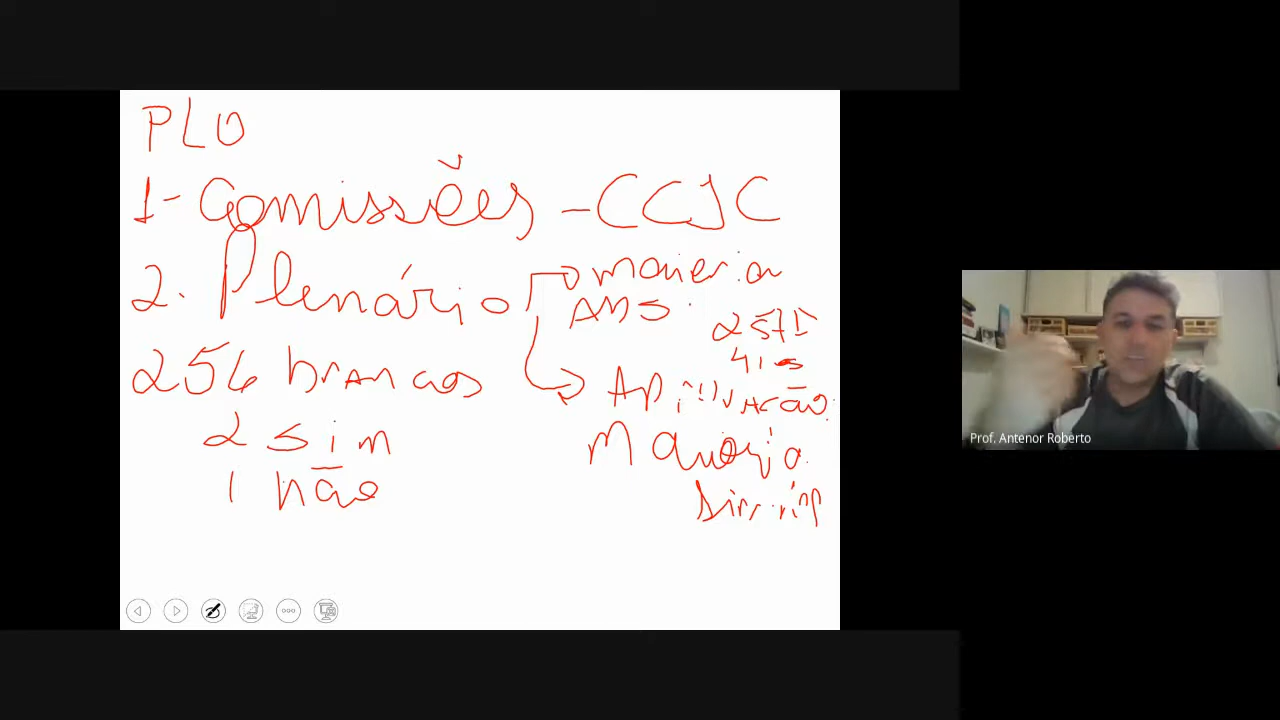 PLO
1- Comissões - CCJC
2. Plenário maioria
ABS. 257
41
256 brancos Aprovação
2 sim Maioria
1 não
Prof. Antenor Roberto